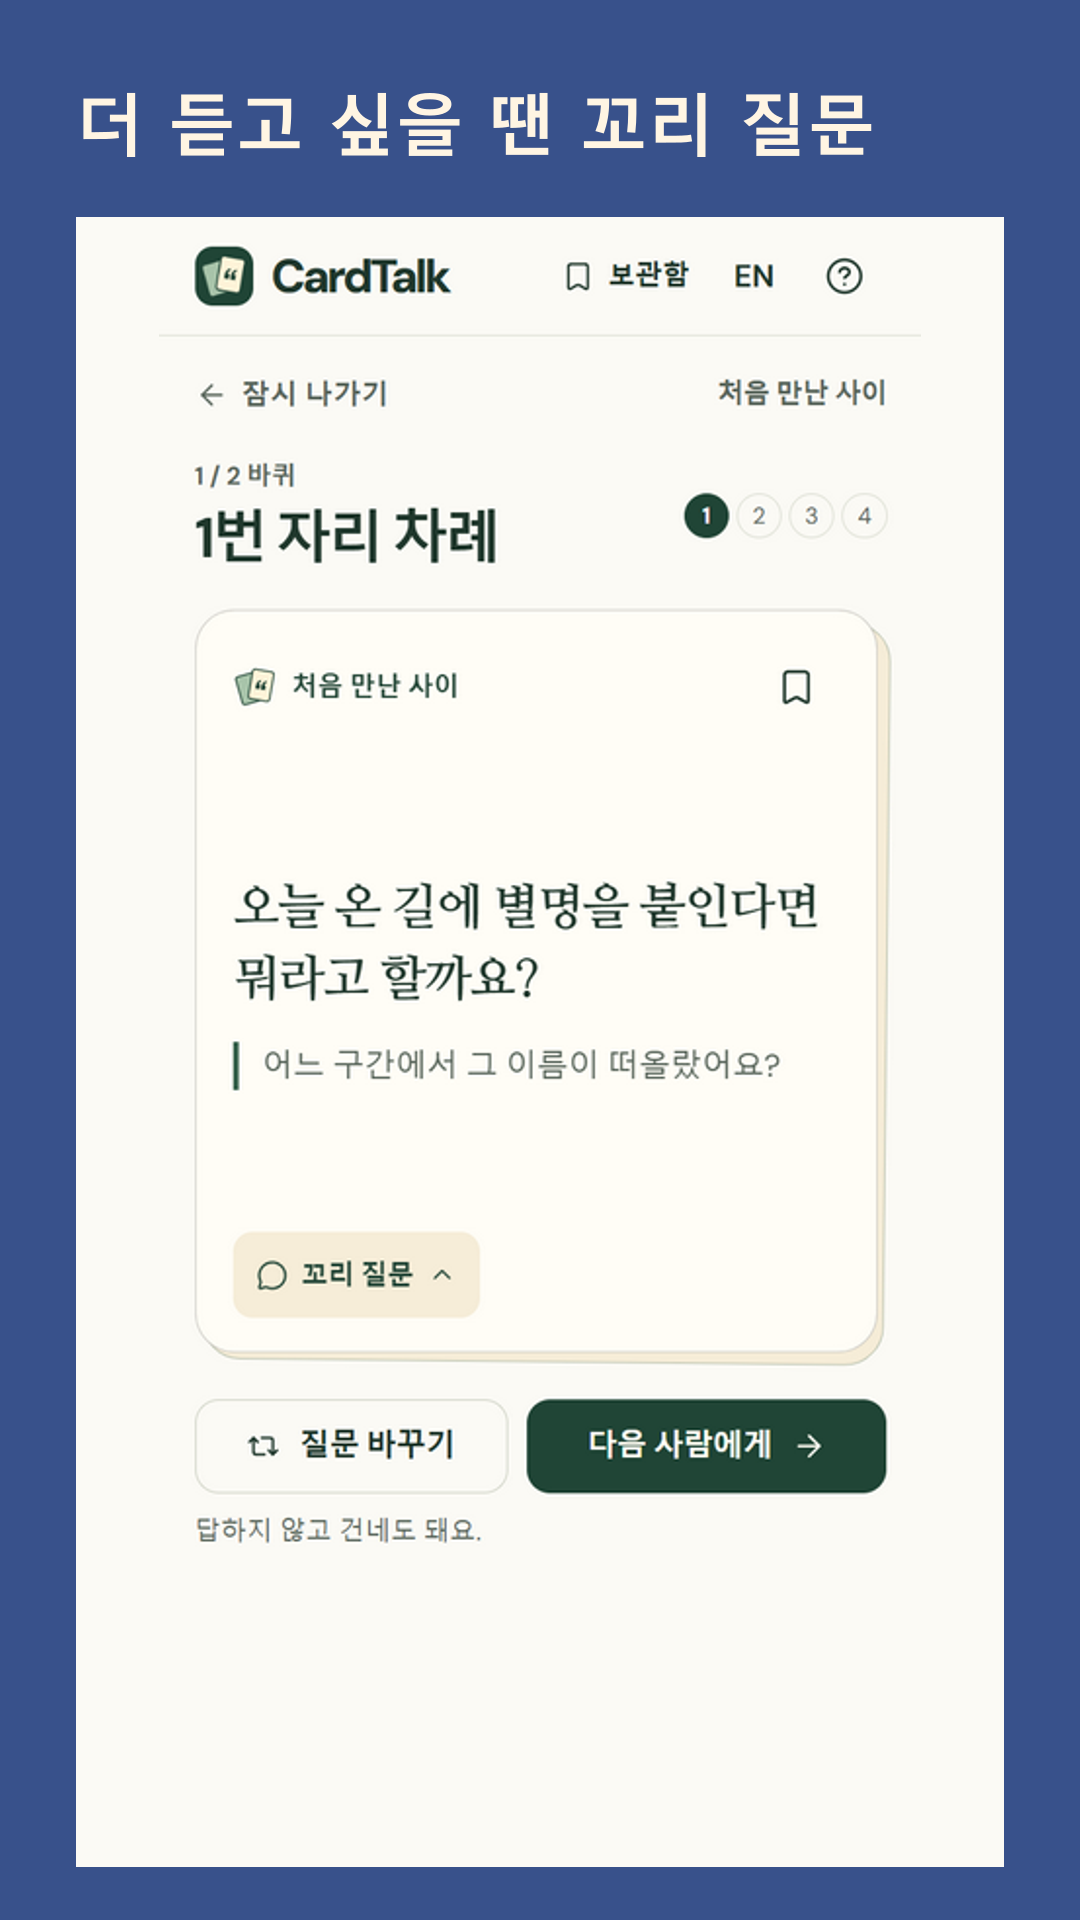 더 듣고 싶을 땐 꼬리 질문
CardTalk 보관함 EN ?
잠시 나가기 처음 만난 사이
1 / 2 바퀴
1번 자리 차례 1 2 3 4
처음 만난 사이
오늘 온 길에 별명을 붙인다면
뭐라고 할까요?
어느 구간에서 그 이름이 떠올랐어요?
꼬리 질문
질문 바꾸기 다음 사람에게
답하지 않고 건네도 돼요.